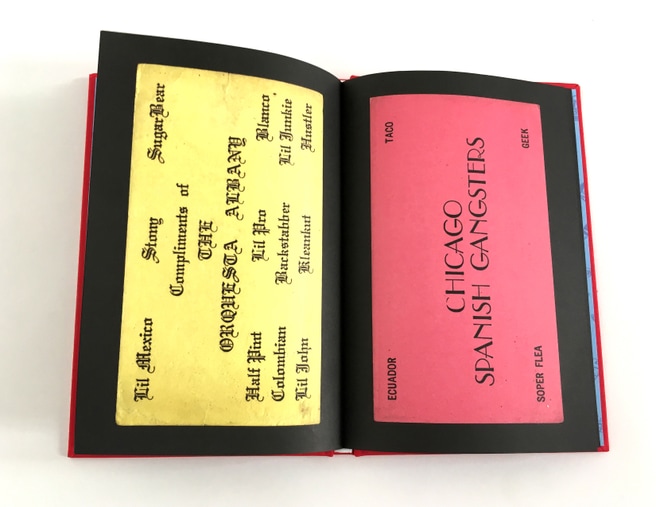 Lil Mexico Stony SugarBear
Compliments of
THE
ORQUESTA ALBANY
Half Pint Lil Pro Blanco
Colombian Backstabber Lil Junkie
Lil John Kleankut Hustler
ECUADOR TACO
CHICAGO
SPANISH GANGSTERS
SOPER FLEA GEEK